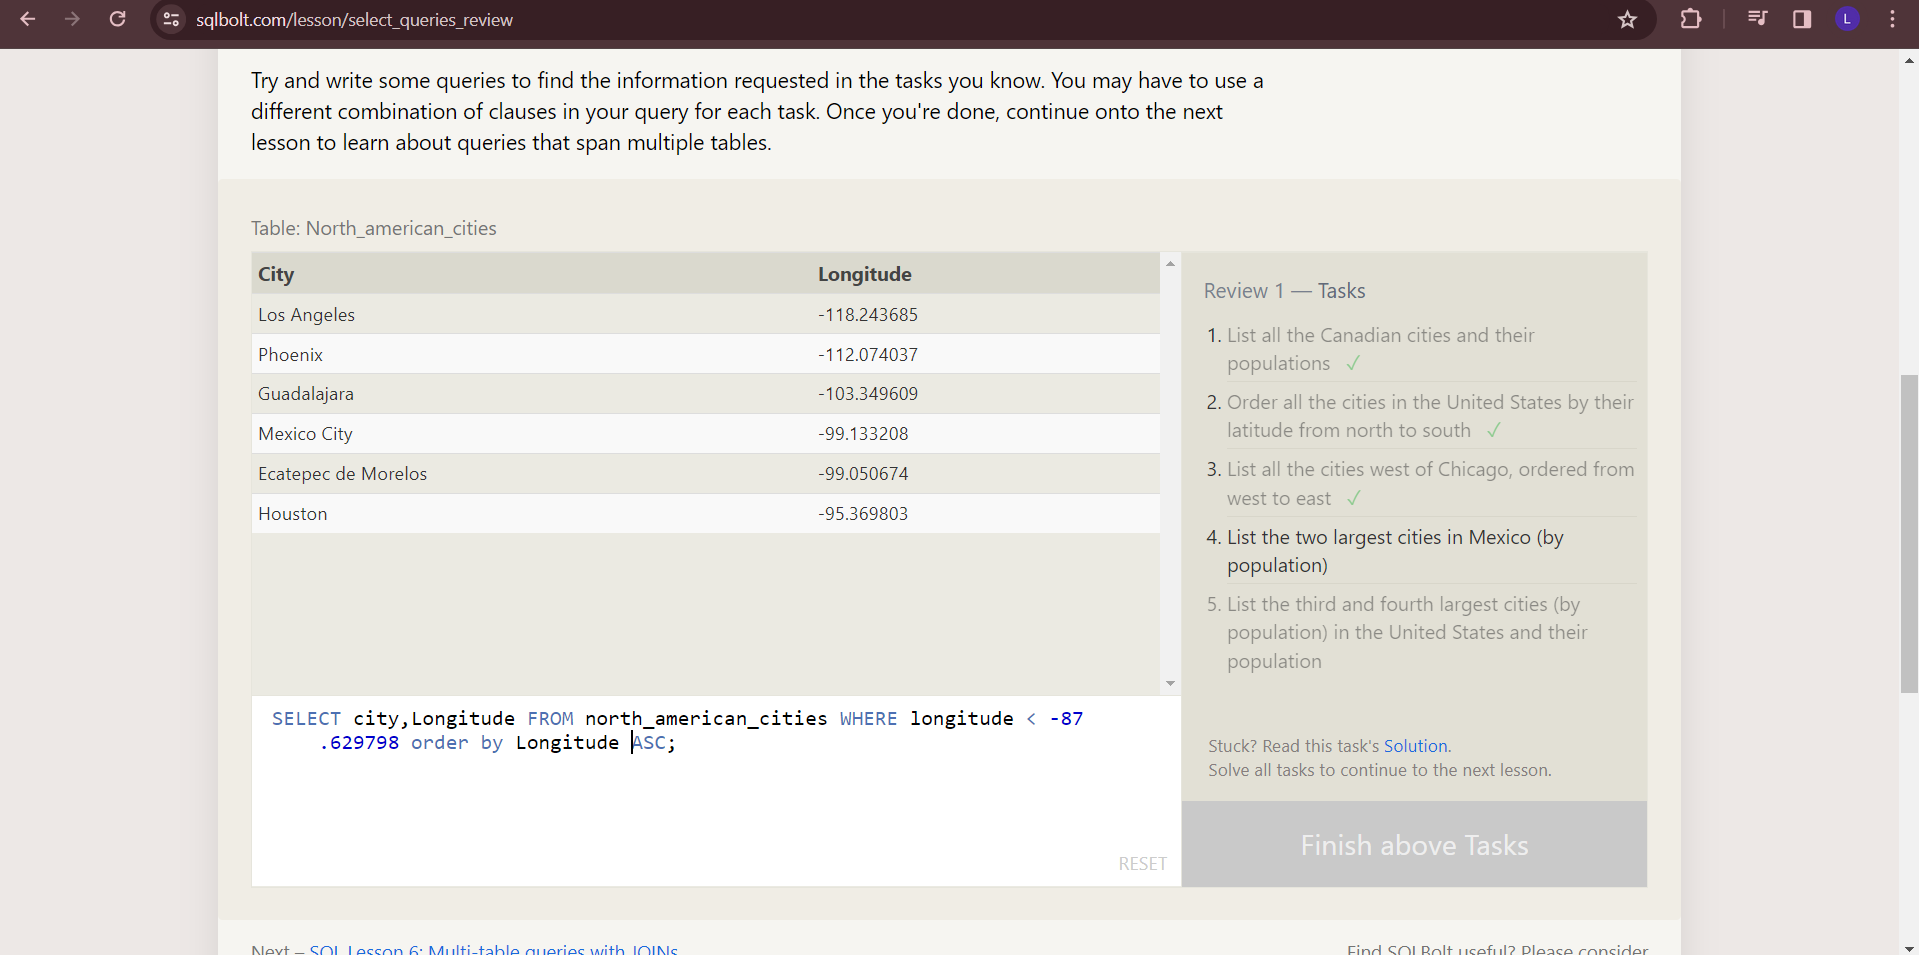 sqlbolt.com/lesson/select_queries_review
L
Try and write some queries to find the information requested in the tasks you know. You may have to use a
different combination of clauses in your query for each task. Once you're done, continue onto the next
lesson to learn about queries that span multiple tables.
Table: North_american_cities
City Longitude
Los Angeles -118.243685
Phoenix -112.074037
Guadalajara -103.349609
Mexico City -99.133208
Ecatepec de Morelos -99.050674
Houston -95.369803
SELECT city,Longitude FROM north_american_cities WHERE longitude < -87
.629798 order by Longitude ASC;
RESET
Review 1 — Tasks
1. List all the Canadian cities and their
populations ✓
2. Order all the cities in the United States by their
latitude from north to south ✓
3. List all the cities west of Chicago, ordered from
west to east ✓
4. List the two largest cities in Mexico (by
population)
5. List the third and fourth largest cities (by
population) in the United States and their
population
Stuck? Read this task's Solution.
Solve all tasks to continue to the next lesson.
Finish above Tasks
Next – SQL Lesson 6: Multi-table queries with JOINs
Find SQLBolt useful? Please consider